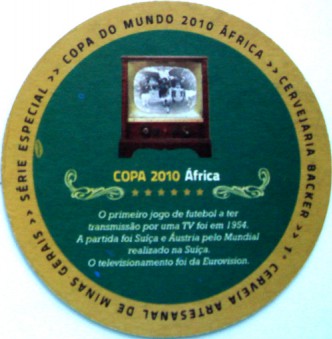 SÉRIE ESPECIAL >> COPA DO MUNDO 2010 ÁFRICA >> CERVEJARIA BACKER >> 1ª CERVEJA ARTESANAL DE MINAS GERAIS >>
COPA 2010 África
O primeiro jogo de futebol a ter
transmissão por uma TV foi em 1954.
A partida foi Suíça e Áustria pelo Mundial
realizado na Suíça.
O televisionamento foi da Eurovision.